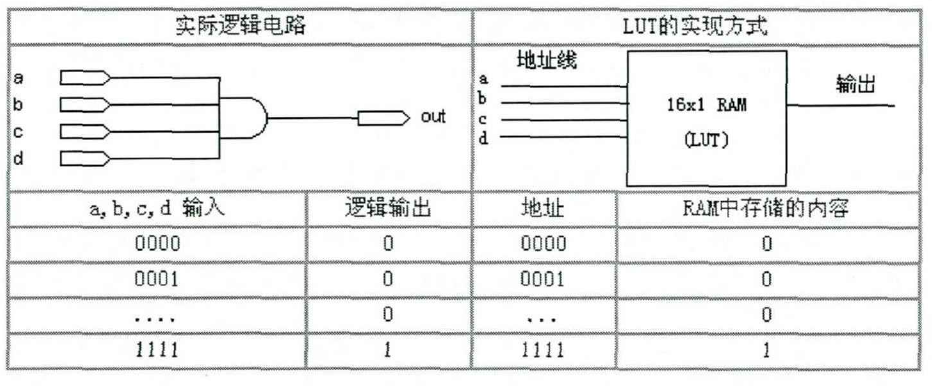 实际逻辑电路 LUT的实现方式
a
b
c
d
out
地址线
a
b
c
d
16x1 RAM
(LUT)
输出
a,b,c,d 输入 逻辑输出 地址 RAM中存储的内容
0000 0 0000 0
0001 0 0001 0
.... 0 ... 0
1111 1 1111 1